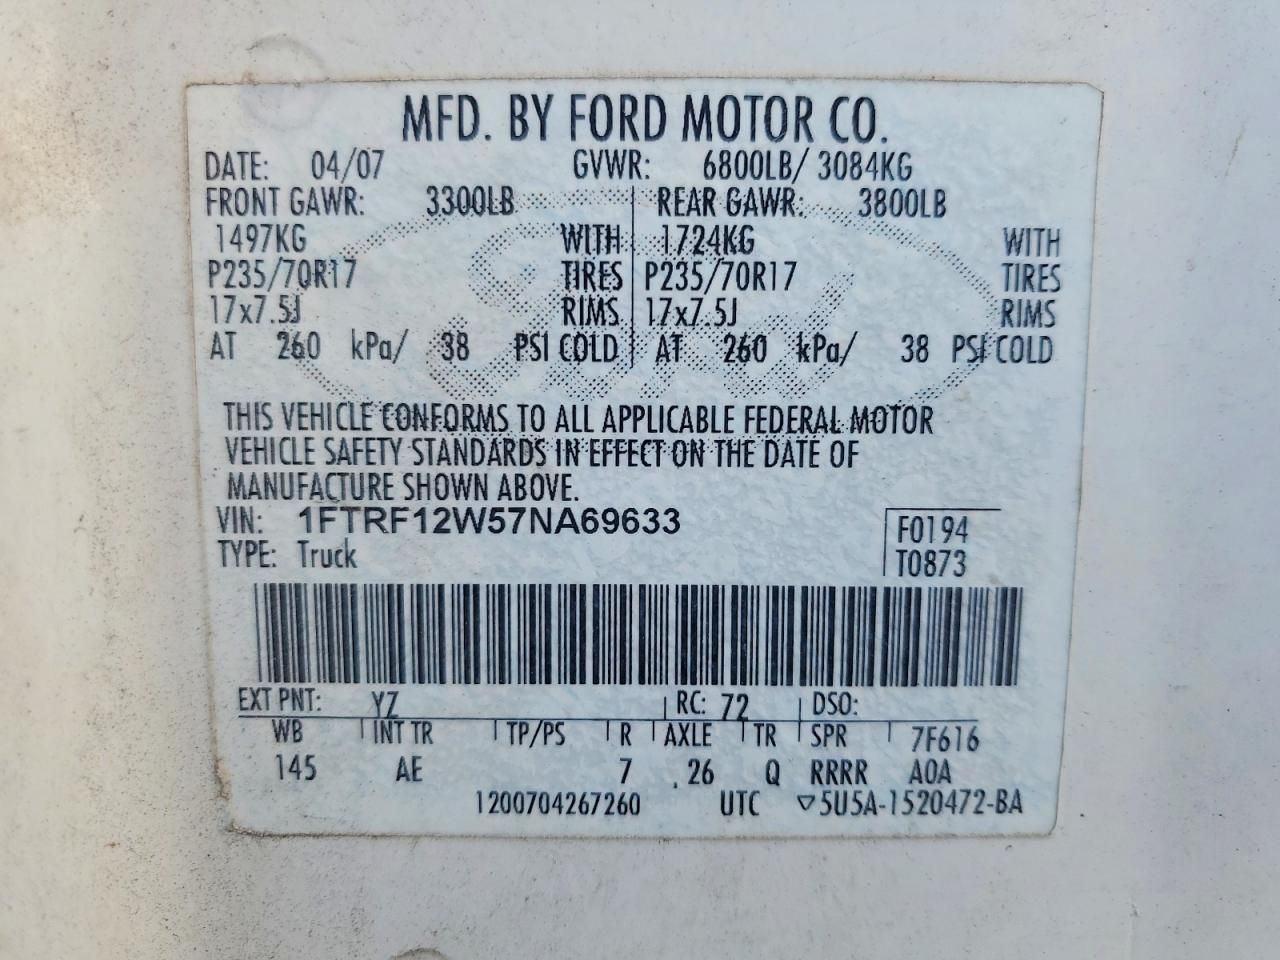 MFD. BY FORD MOTOR CO.
DATE: 04/07 GVWR: 6800LB/ 3084KG
FRONT GAWR: 3300LB REAR GAWR: 3800LB
1497KG WITH 1724KG WITH
P235/70R17 TIRES P235/70R17 TIRES
17x7.5J RIMS 17x7.5J RIMS
AT 260 kPa/ 38 PSI COLD AT 260 kPa/ 38 PSI COLD
THIS VEHICLE CONFORMS TO ALL APPLICABLE FEDERAL MOTOR
VEHICLE SAFETY STANDARDS IN EFFECT ON THE DATE OF
MANUFACTURE SHOWN ABOVE.
VIN: 1FTRF12W57NA69633 F0194
TYPE: Truck T0873
EXT PNT: YZ RC: 72 DSO:
WB INT TR TP/PS R AXLE TR SPR 7F616
145 AE 7 .26 Q RRRR A0A
1200704267260 UTC ▽5U5A-1520472-BA